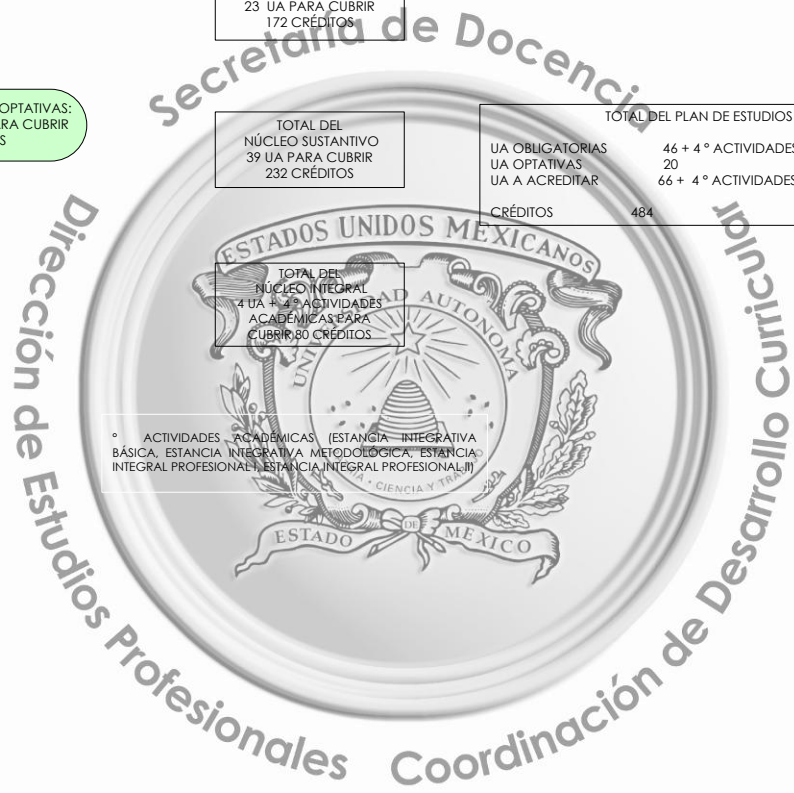 23 UA PARA CUBRIR
172 CRÉDITOS
OPTATIVAS:
PARA CUBRIR
TOTAL DEL
NÚCLEO SUSTANTIVO
39 UA PARA CUBRIR
232 CRÉDITOS
TOTAL DEL PLAN DE ESTUDIOS
UA OBLIGATORIAS 46 + 4 º ACTIVIDADES
UA OPTATIVAS 20
UA A ACREDITAR 66 + 4 º ACTIVIDADES
CRÉDITOS 484
TOTAL DEL
NÚCLEO INTEGRAL
4 UA + 4 º ACTIVIDADES
ACADÉMICAS PARA
CUBRIR 80 CRÉDITOS
º ACTIVIDADES ACADÉMICAS (ESTANCIA INTEGRATIVA
BÁSICA, ESTANCIA INTEGRATIVA METODOLÓGICA, ESTANCIA
INTEGRAL PROFESIONAL I, ESTANCIA INTEGRAL PROFESIONAL II)
Secretaría de Docencia
Dirección de Estudios Profesionales
Coordinación de Desarrollo Curricular
ESTADOS UNIDOS MEXICANOS
AUTONOMA
CIENCIA Y
ESTADO DE MEXICO